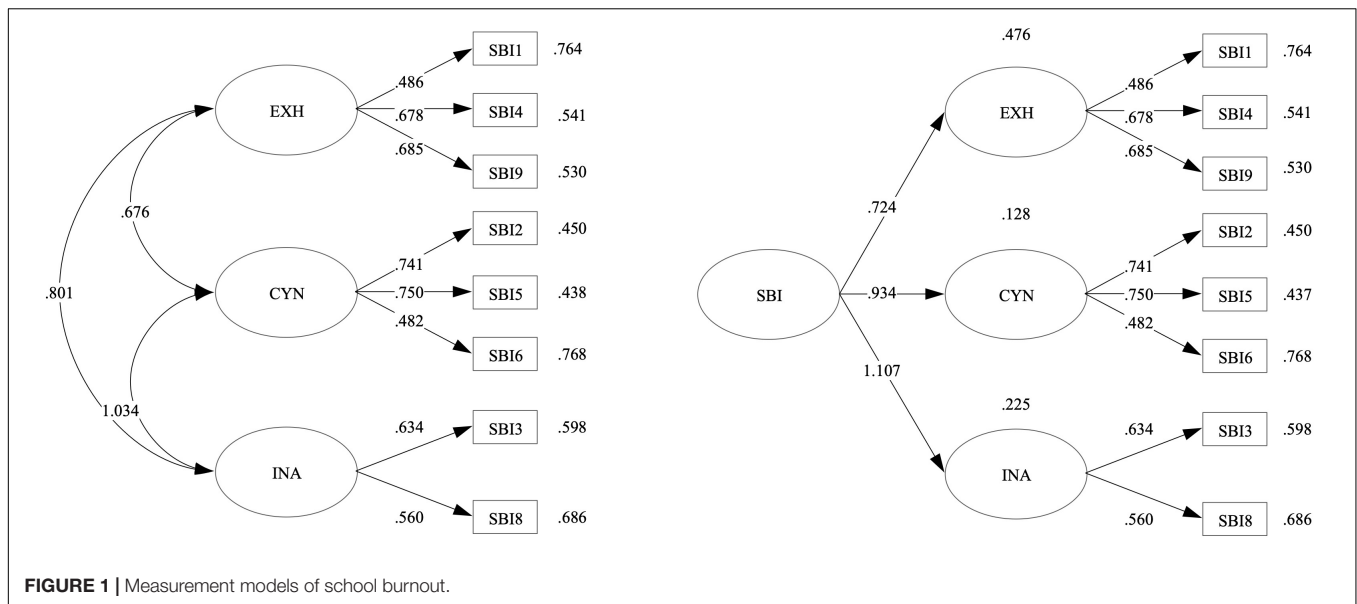 SBI1 .764
.486
EXH
.678
SBI4 .541
.685
SBI9 .530
.676
SBI2 .450
.741
.801
CYN
.750
SBI5 .438
.482
SBI6 .768
1.034
.634
SBI3 .598
INA
.560
SBI8 .686
.476
SBI1 .764
.486
EXH
.678
SBI4 .541
.685
SBI9 .530
.724
.128
SBI2 .450
.741
SBI
.934
CYN
.750
SBI5 .437
.482
SBI6 .768
1.107
.225
.634
SBI3 .598
INA
.560
SBI8 .686
FIGURE 1 | Measurement models of school burnout.